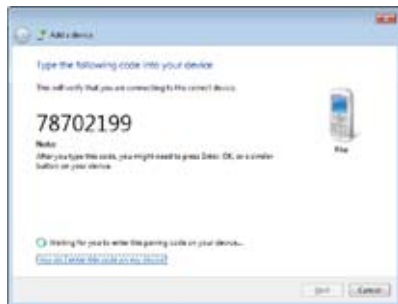 Add a device
Type the following code into your device
This will verify that you are connecting to the correct device.
78702199
Note:
After you type this code, you might need to press Enter, OK, or a similar
button on your device.
Waiting for you to enter this pairing code on your device...
Next
Cancel